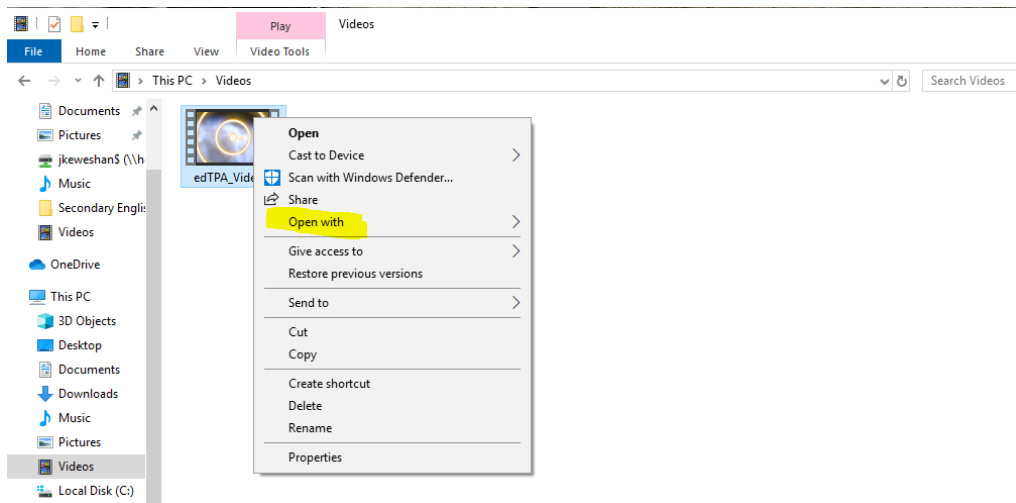 Play
Videos
File
Home
Share
View
Video Tools
This PC
Videos
Search Videos
Documents
Pictures
jkeweshan$ (\\h
Music
Secondary Englis
Videos
OneDrive
This PC
3D Objects
Desktop
Documents
Downloads
Music
Pictures
Videos
Local Disk (C:)
edTPA_Vide
Open
Cast to Device
Scan with Windows Defender...
Share
Open with
Give access to
Restore previous versions
Send to
Cut
Copy
Create shortcut
Delete
Rename
Properties